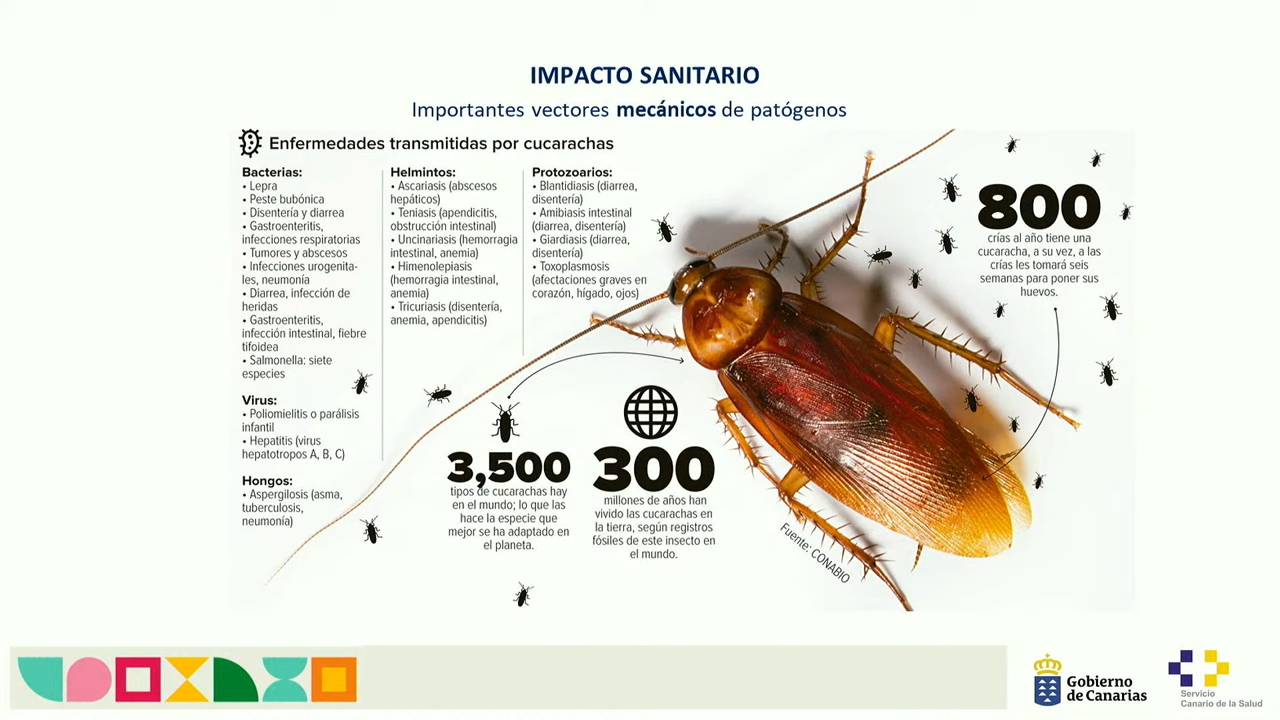 IMPACTO SANITARIO
Importantes vectores mecánicos de patógenos
Enfermedades transmitidas por cucarachas
Bacterias:
• Lepra
• Peste bubónica
• Disentería y diarrea
• Gastroenteritis,
infecciones respiratorias
• Tumores y abscesos
• Infecciones urogenita-
les, neumonía
• Diarrea, infección de
heridas
• Gastroenteritis,
infección intestinal, fiebre
tifoidea
• Salmonella: siete
especies
Virus:
• Poliomielitis o parálisis
infantil
• Hepatitis (virus
hepatotropos A, B, C)
Hongos:
• Aspergilosis (asma,
tuberculosis,
neumonía)
Helmintos:
• Ascariasis (abscesos
hepáticos)
• Teniasis (apendicitis,
obstrucción intestinal)
• Uncinariasis (hemorragia
intestinal, anemia)
• Himenolepiasis
(hemorragia intestinal,
anemia)
• Tricuriasis (disentería,
anemia, apendicitis)
Protozoarios:
• Blantidiasis (diarrea,
disentería)
• Amibiasis intestinal
(diarrea, disentería)
• Giardiasis (diarrea,
disentería)
• Toxoplasmosis
(afectaciones graves en
corazón, hígado, ojos)
800
crías al año tiene una
cucaracha, a su vez, a las
crías les tomará seis
semanas para poner sus
huevos.
3,500
tipos de cucarachas hay
en el mundo; lo que las
hace la especie que
mejor se ha adaptado en
el planeta.
300
millones de años han
vivido las cucarachas en
la tierra, según registros
fósiles de este insecto en
el mundo.
Fuente: CONABIO
Gobierno
de Canarias
Servicio
Canario de la Salud